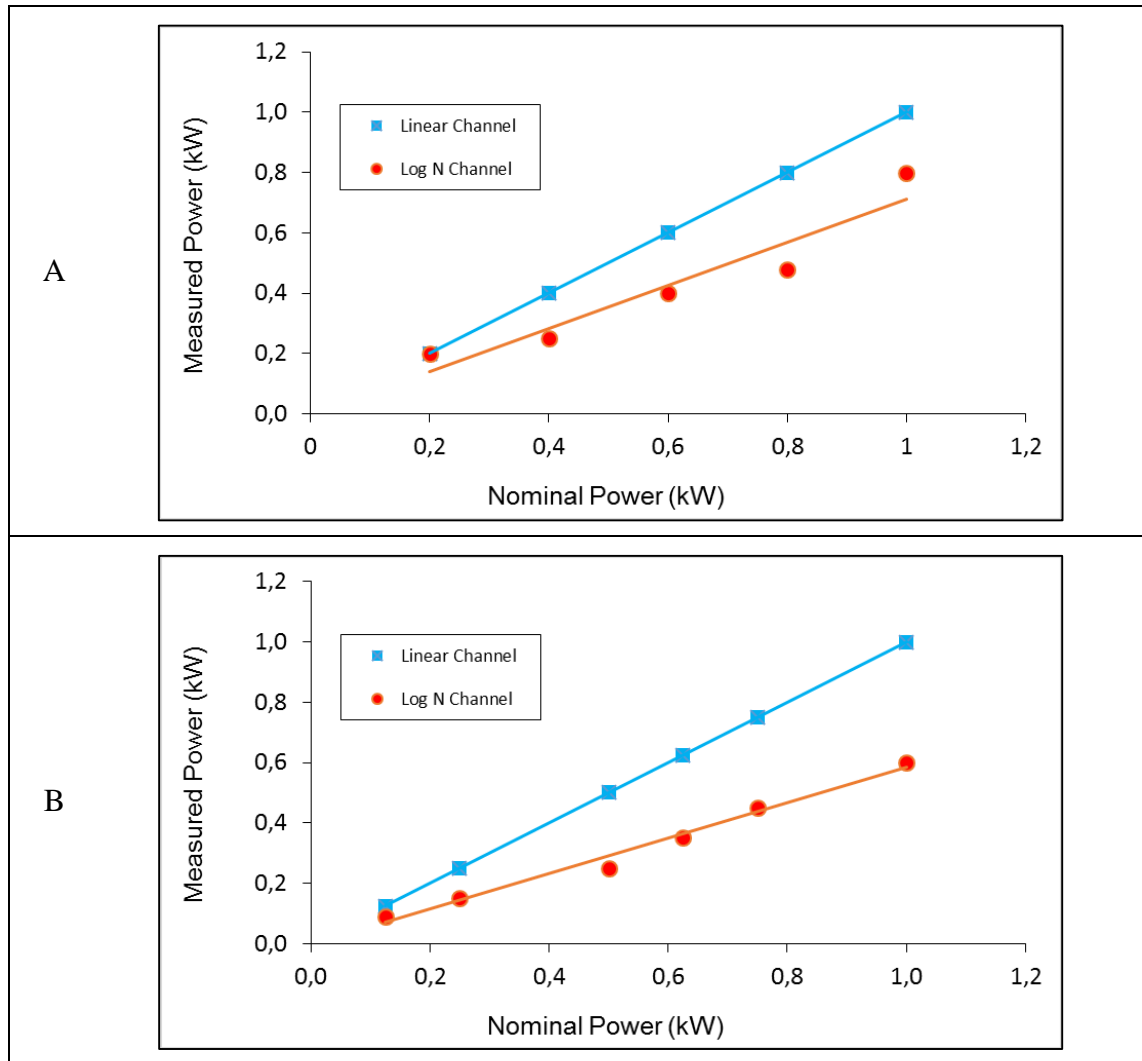 A
Measured Power (kW)
1,2
1,0
0,8
0,6
0,4
0,2
0,0
Linear Channel
Log N Channel
0 0,2 0,4 0,6 0,8 1 1,2
Nominal Power (kW)
B
Measured Power (kW)
1,2
1,0
0,8
0,6
0,4
0,2
0,0
Linear Channel
Log N Channel
0,0 0,2 0,4 0,6 0,8 1,0 1,2
Nominal Power (kW)